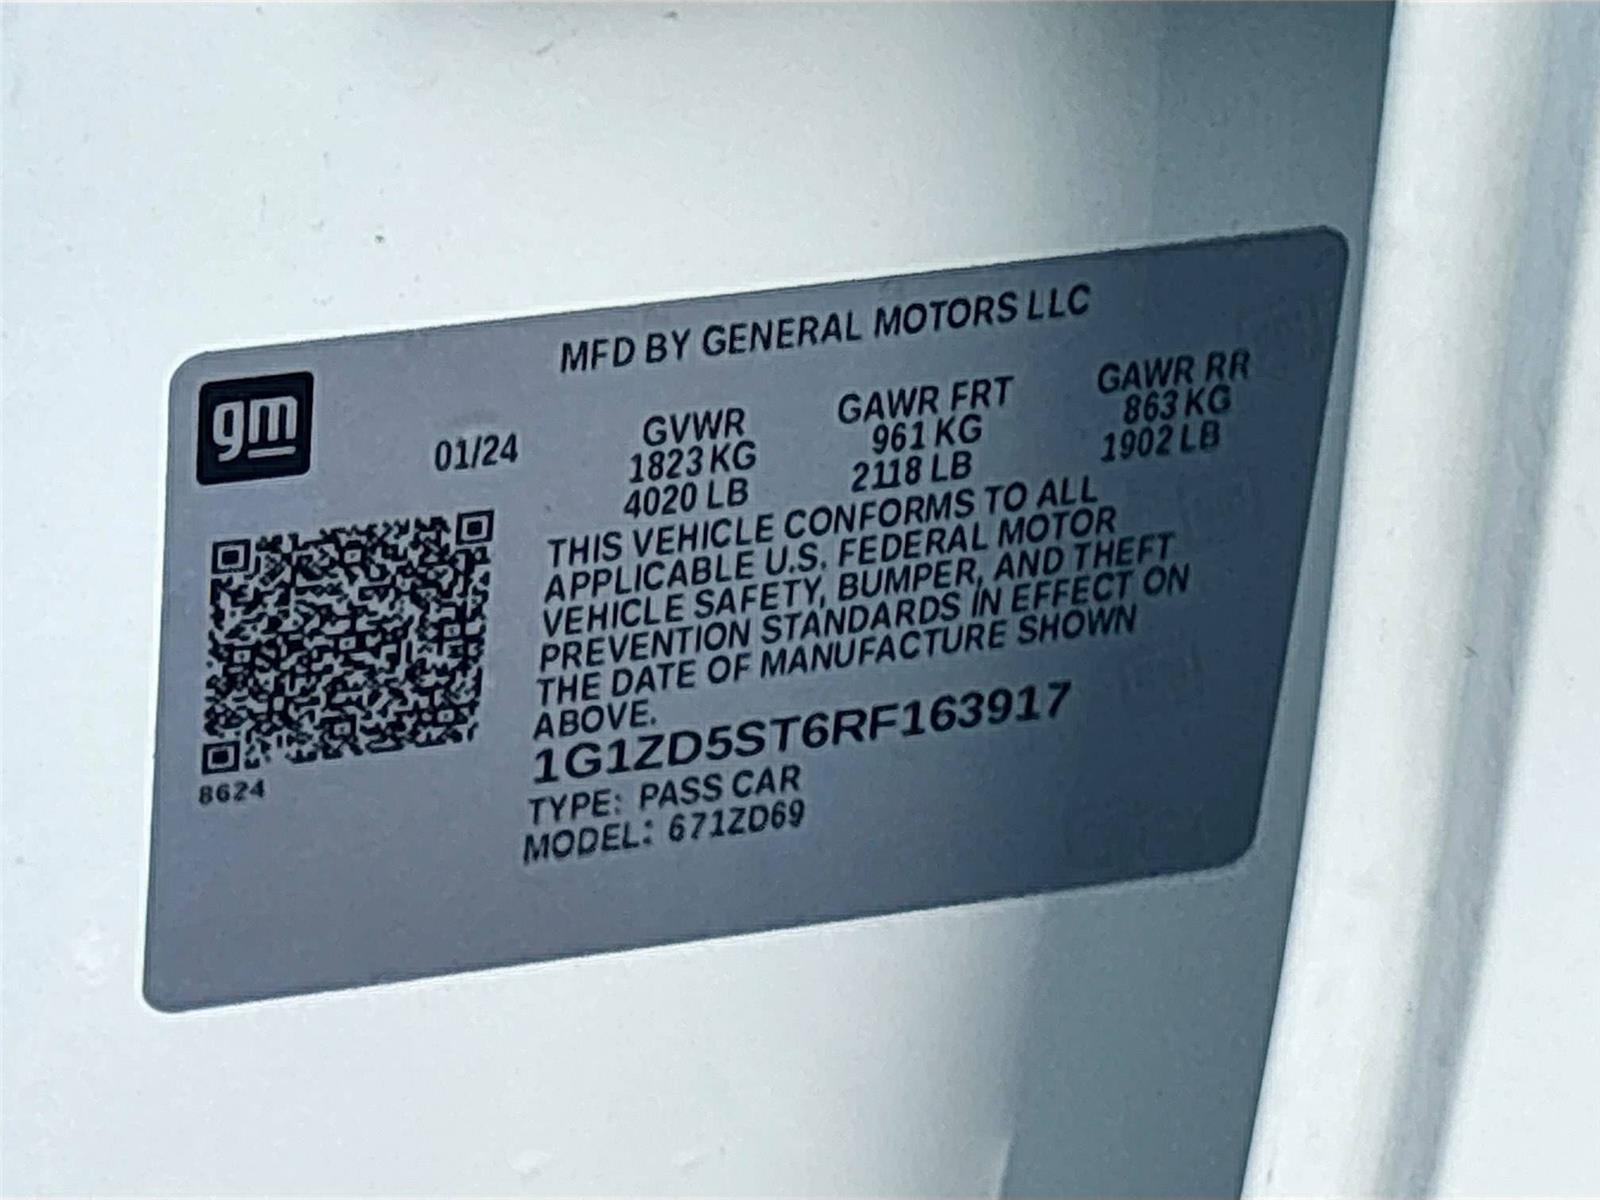 MFD BY GENERAL MOTORS LLC
gm
01/24
GVWR
1823 KG
4020 LB
GAWR FRT
961 KG
2118 LB
GAWR RR
863 KG
1902 LB
THIS VEHICLE CONFORMS TO ALL
APPLICABLE U.S. FEDERAL MOTOR
VEHICLE SAFETY, BUMPER, AND THEFT
PREVENTION STANDARDS IN EFFECT ON
THE DATE OF MANUFACTURE SHOWN
ABOVE.
1G1ZD5ST6RF163917
TYPE: PASS CAR
MODEL: 671ZD69
8624